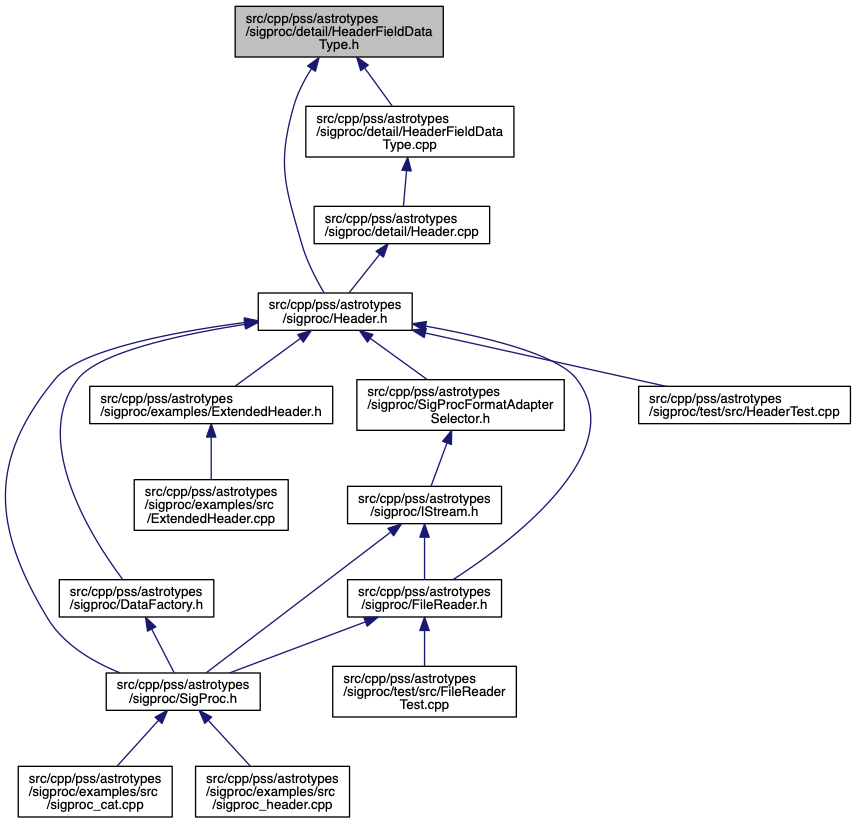 src/cpp/pss/astrotypes
/sigproc/detail/HeaderFieldData
Type.h
src/cpp/pss/astrotypes
/sigproc/detail/HeaderFieldData
Type.cpp
src/cpp/pss/astrotypes
/sigproc/detail/Header.cpp
src/cpp/pss/astrotypes
/sigproc/Header.h
src/cpp/pss/astrotypes
/sigproc/examples/ExtendedHeader.h
src/cpp/pss/astrotypes
/sigproc/SigProcFormatAdapter
Selector.h
src/cpp/pss/astrotypes
/sigproc/test/src/HeaderTest.cpp
src/cpp/pss/astrotypes
/sigproc/examples/src
/ExtendedHeader.cpp
src/cpp/pss/astrotypes
/sigproc/IStream.h
src/cpp/pss/astrotypes
/sigproc/DataFactory.h
src/cpp/pss/astrotypes
/sigproc/FileReader.h
src/cpp/pss/astrotypes
/sigproc/SigProc.h
src/cpp/pss/astrotypes
/sigproc/test/src/FileReader
Test.cpp
src/cpp/pss/astrotypes
/sigproc/examples/src
/sigproc_cat.cpp
src/cpp/pss/astrotypes
/sigproc/examples/src
/sigproc_header.cpp